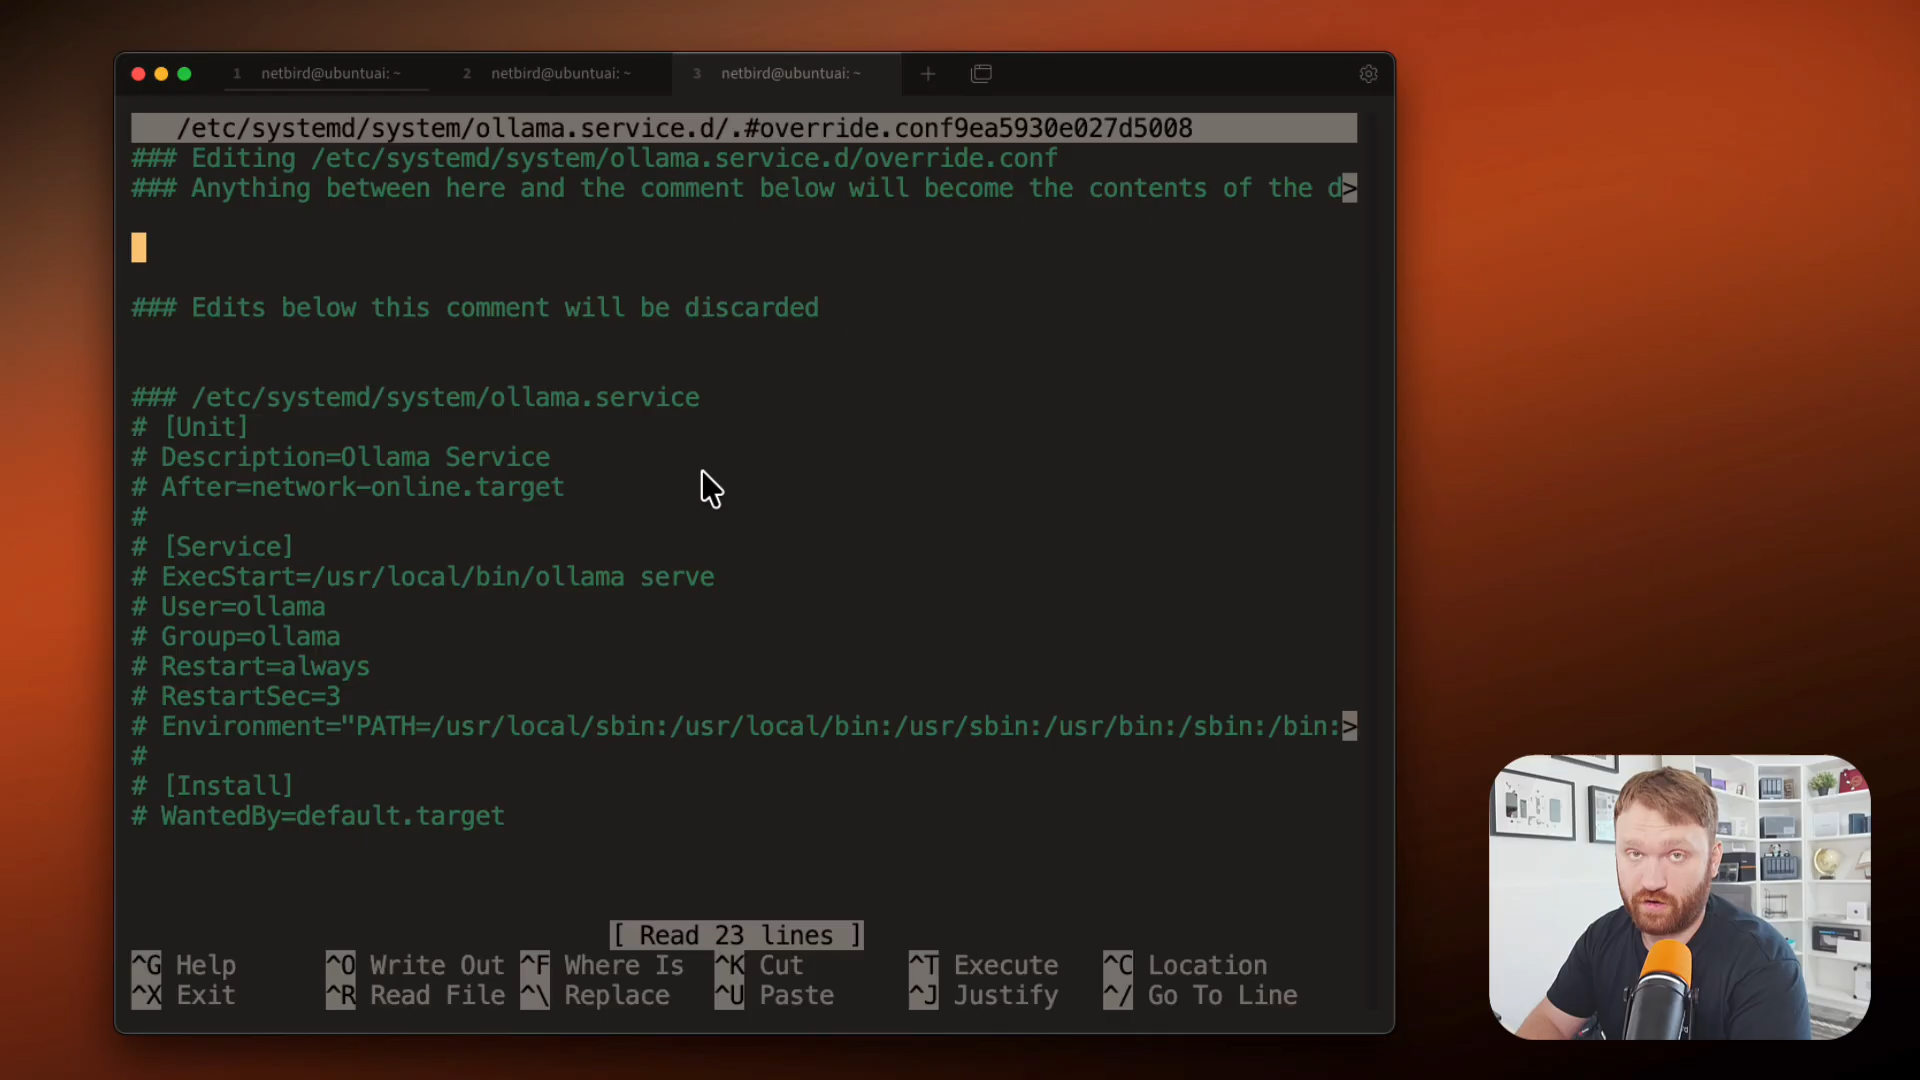 1 netbird@ubuntuai: ~
2 netbird@ubuntuai: ~
3 netbird@ubuntuai: ~
/etc/systemd/system/ollama.service.d/.#override.conf9ea5930e027d5008
### Editing /etc/systemd/system/ollama.service.d/override.conf
### Anything between here and the comment below will become the contents of the d>
### Edits below this comment will be discarded
### /etc/systemd/system/ollama.service
# [Unit]
# Description=Ollama Service
# After=network-online.target
#
# [Service]
# ExecStart=/usr/local/bin/ollama serve
# User=ollama
# Group=ollama
# Restart=always
# RestartSec=3
# Environment="PATH=/usr/local/sbin:/usr/local/bin:/usr/sbin:/usr/bin:/sbin:/bin:>
#
# [Install]
# WantedBy=default.target
[ Read 23 lines ]
^G Help ^O Write Out ^F Where Is ^K Cut ^T Execute ^C Location
^X Exit ^R Read File ^\ Replace ^U Paste ^J Justify ^/ Go To Line